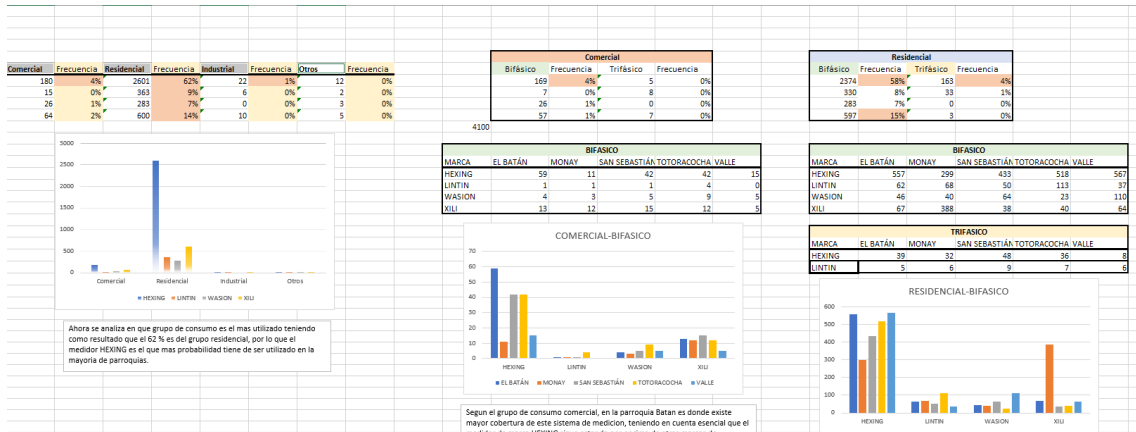 Comercial Residencial
Comercial Frecuencia Residencial Frecuencia Industrial Frecuencia Otros Frecuencia Bifásico Frecuencia Trifásico Frecuencia Bifásico Frecuencia Trifásico Frecuencia
180 4% 2601 62% 22 1% 12 0% 169 4% 5 0% 2374 58% 163 4%
15 0% 363 9% 6 0% 2 0% 7 0% 8 0% 330 8% 33 1%
26 1% 283 7% 0 0% 3 0% 26 1% 0 0% 283 7% 0 0%
64 2% 600 14% 10 0% 5 0% 57 1% 7 0% 597 15% 3 0%
4100
3000
2500
2000
1500
1000
500
0
Comercial Residencial Industrial Otros
HEXING LINTIN WASION XILI
Ahora se analiza en que grupo de consumo es el mas utilizado teniendo
como resultado que el 62 % es del grupo residencial, por lo que el
medidor HEXING es el que mas probabilidad tiene de ser utilizado en la
mayoria de parroquias.
BIFASICO
MARCA EL BATÁN MONAY SAN SEBASTIÁN TOTORACOCHA VALLE
HEXING 59 11 42 42 15
LINTIN 1 1 1 4 0
WASION 4 3 5 9 5
XILI 13 12 15 12 5
COMERCIAL-BIFASICO
70
60
50
40
30
20
10
0
HEXING LINTIN WASION XILI
EL BATÁN MONAY SAN SEBASTIÁN TOTORACOCHA VALLE
Segun el grupo de consumo comercial, en la parroquia Batan es donde existe
mayor cobertura de este sistema de medicion, teniendo en cuenta esencial que el
BIFASICO
MARCA EL BATÁN MONAY SAN SEBASTIÁN TOTORACOCHA VALLE
HEXING 557 299 433 518 567
LINTIN 62 68 50 113 37
WASION 46 40 64 23 110
XILI 67 388 38 40 64
TRIFASICO
MARCA EL BATÁN MONAY SAN SEBASTIÁN TOTORACOCHA VALLE
HEXING 39 32 48 36 8
LINTIN 5 6 9 7 6
RESIDENCIAL-BIFASICO
600
500
400
300
200
100
0
HEXING LINTIN WASION XILI